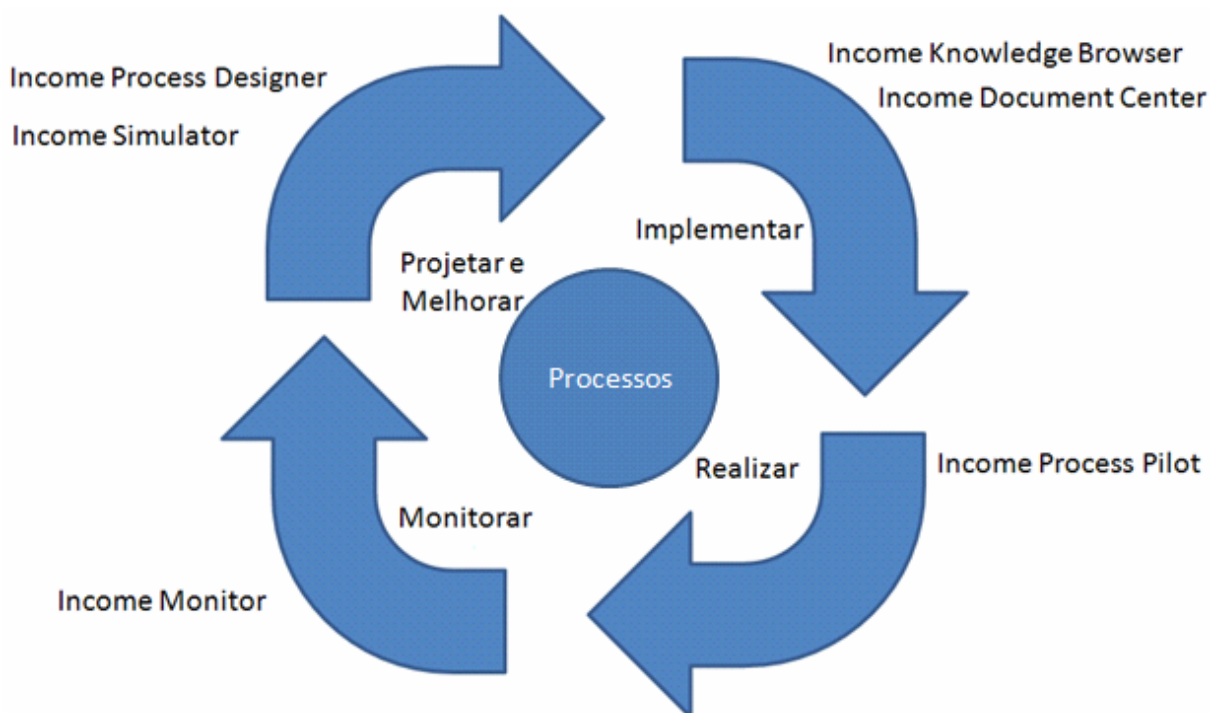 Income Process Designer
Income Simulator
Income Knowledge Browser
Income Document Center
Implementar
Projetar e
Melhorar
Processos
Realizar
Income Process Pilot
Monitorar
Income Monitor